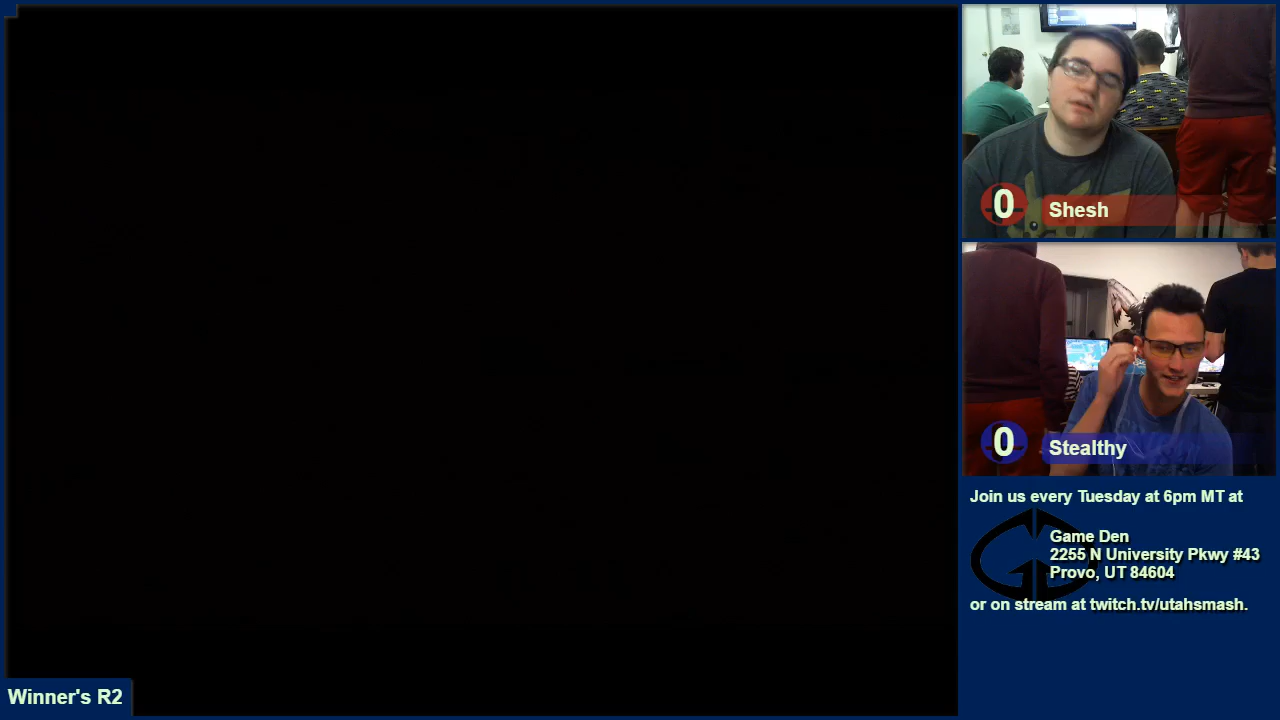 0
Shesh
0
Stealthy
Join us every Tuesday at 6pm MT at
Game Den
2255 N University Pkwy #43
Provo, UT 84604
or on stream at twitch.tv/utahsmash.
Winner's R2